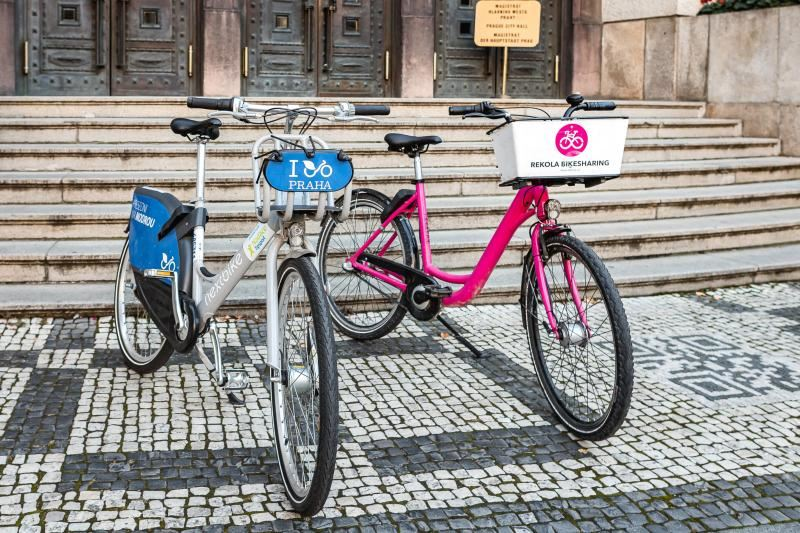 MAGISTRÁT
HLAVNÍHO MĚSTA
PRAHY
PRAGUE CITY HALL
MAGISTRAT
DER HAUPTSTADT PRAG
I
PRAHA
REKOLA BIKESHARING
nextbike